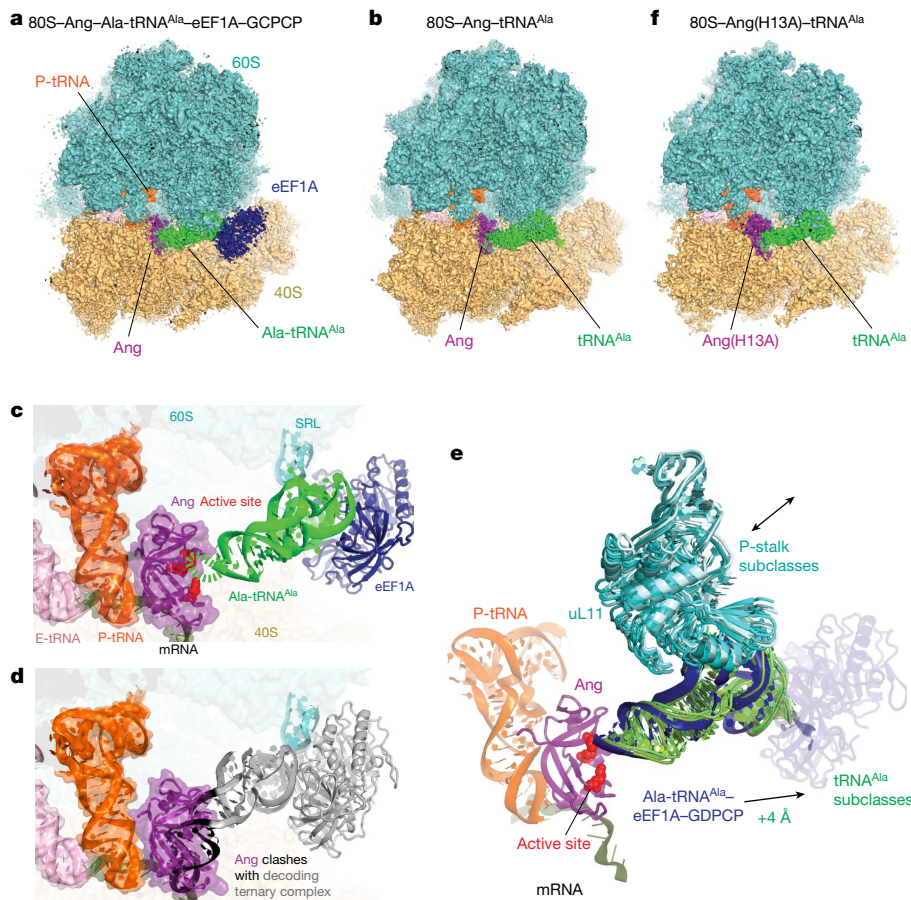 a
80S–Ang–Ala-tRNAAla–eEF1A–GCPCP
P-tRNA
60S
eEF1A
40S
Ang
Ala-tRNAAla
b
80S–Ang–tRNAAla
Ang
tRNAAla
f
80S–Ang(H13A)–tRNAAla
Ang(H13A)
tRNAAla
c
60S
SRL
Ang Active site
eEF1A
Ala-tRNAAla
E-tRNA
P-tRNA
40S
mRNA
d
Ang clashes
with decoding
ternary complex
e
P-stalk
subclasses
uL11
P-tRNA
Ang
Ala-tRNAAla–
eEF1A–GDPCP
+4 Å
tRNAAla
subclasses
Active site
mRNA